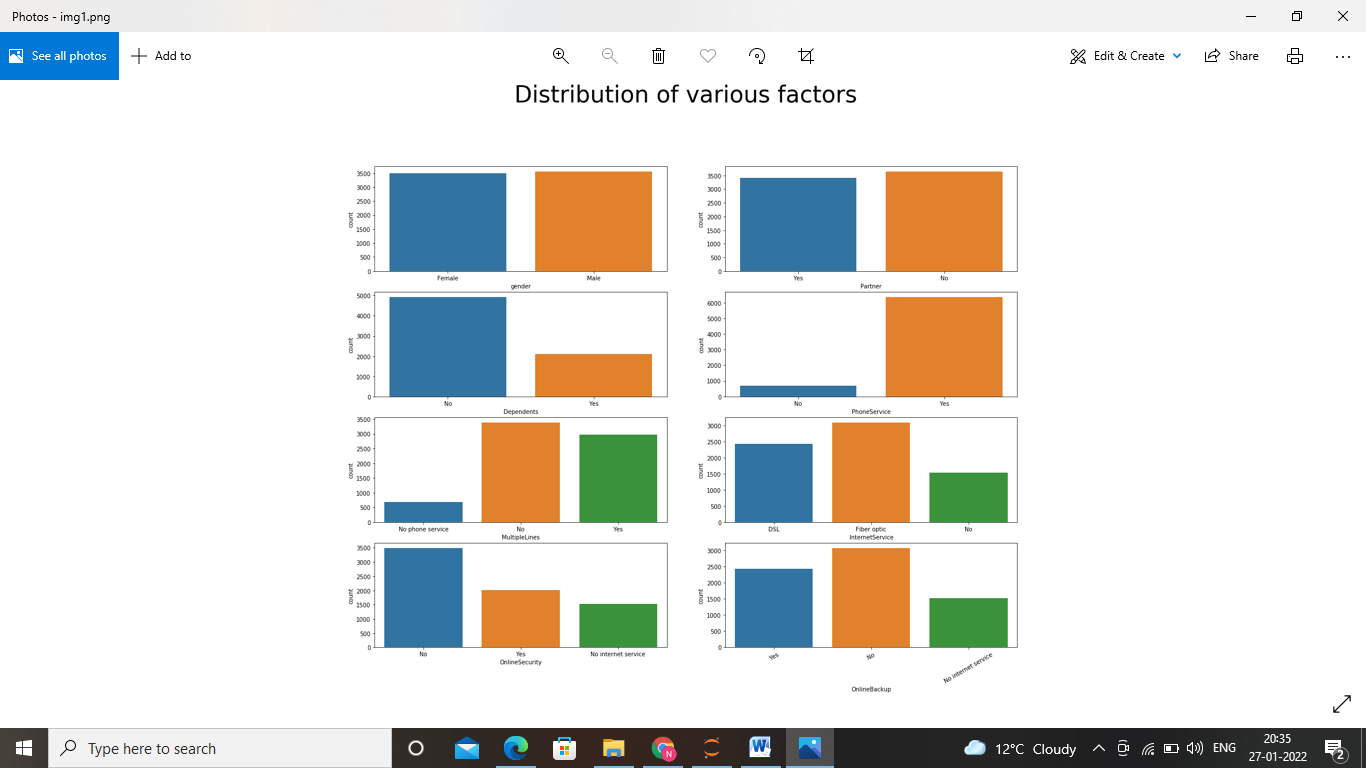 Photos - img1.png
See all photos
Add to
Edit & Create
Share
Distribution of various factors
count
3500
3000
2500
2000
1500
1000
500
0
Female Male
gender
count
3500
3000
2500
2000
1500
1000
500
0
Yes No
Partner
count
5000
4000
3000
2000
1000
0
No Yes
Dependents
count
6000
5000
4000
3000
2000
1000
0
No Yes
PhoneService
count
3500
3000
2500
2000
1500
1000
500
0
No phone service No Yes
MultipleLines
count
3000
2500
2000
1500
1000
500
0
DSL Fiber optic No
InternetService
count
3500
3000
2500
2000
1500
1000
500
0
No Yes No internet service
OnlineSecurity
count
3000
2500
2000
1500
1000
500
0
Yes No No internet service
OnlineBackup
Type here to search
N
W
12°C Cloudy
ENG
20:35
27-01-2022
2